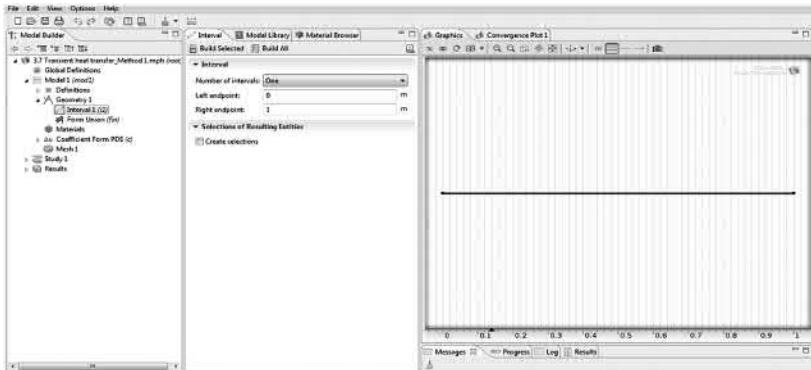 File Edit View Options Help
Model Builder
3.7 Transient heat transfer_Method 1.mph (root)
Global Definitions
Model 1 (mod1)
Definitions
Geometry 1
Interval 1 (i1)
Form Union (fin)
Materials
Coefficient Form PDE (c)
Mesh 1
Study 1
Results
Interval Model Library Material Browser
Build Selected Build All
Interval
Number of intervals: One
Left endpoint: 0 m
Right endpoint: 1 m
Selections of Resulting Entities
Create selections
Graphics Convergence Plot 1
0 0.1 0.2 0.3 0.4 0.5 0.6 0.7 0.8 0.9 1
Messages Progress Log Results